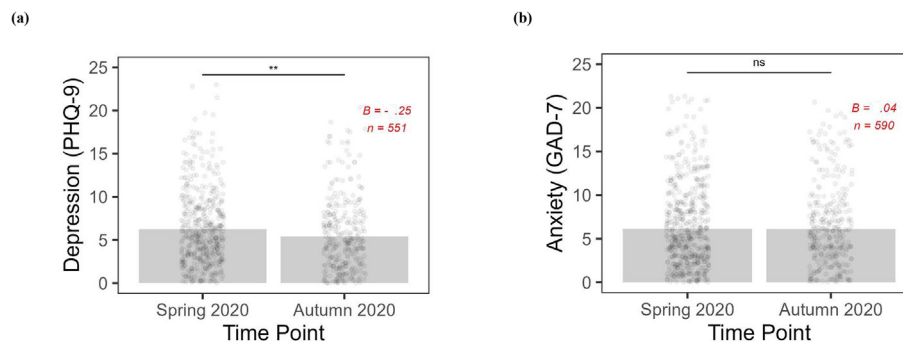 (a)
(b)
Depression (PHQ-9)
25
20
15
10
5
0
**
B = - .25
n = 551
Spring 2020
Autumn 2020
Time Point
Anxiety (GAD-7)
25
20
15
10
5
0
ns
B = .04
n = 590
Spring 2020
Autumn 2020
Time Point